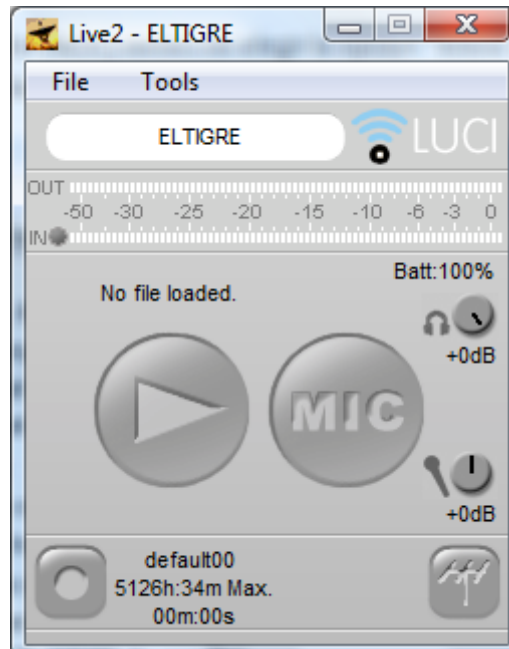 Live2 - ELTIGRE
File Tools
ELTIGRE LUCI
OUT
-50 -30 -25 -20 -15 -10 -6 -3 0
IN
Batt:100%
No file loaded.
+0dB
MIC
+0dB
default00
5126h:34m Max.
00m:00s